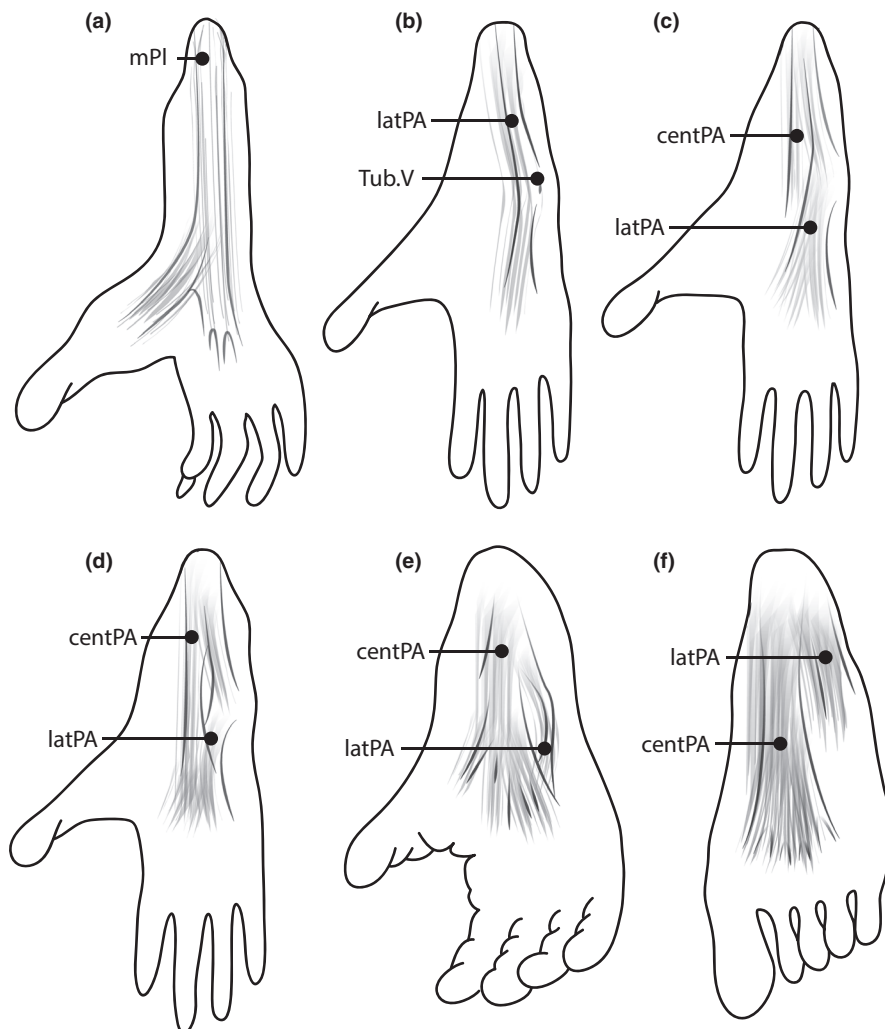 (a)
mPl
(b)
latPA
Tub.V
(c)
centPA
latPA
(d)
centPA
latPA
(e)
centPA
latPA
(f)
latPA
centPA